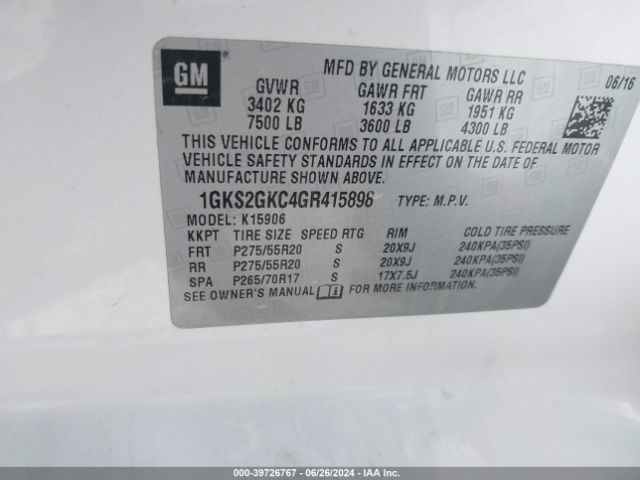 GM
MFD BY GENERAL MOTORS LLC 06/16
GVWR GAWR FRT GAWR RR
3402 KG 1633 KG 1951 KG
7500 LB 3600 LB 4300 LB
THIS VEHICLE CONFORMS TO ALL APPLICABLE U.S. FEDERAL MOTOR
VEHICLE SAFETY STANDARDS IN EFFECT ON THE DATE OF
MANUFACTURE SHOWN ABOVE.
1GKS2GKC4GR415896 TYPE: M.P.V.
MODEL: K15906
KKPT TIRE SIZE SPEED RTG RIM COLD TIRE PRESSURE
FRT P275/55R20 S 20X9J 240KPA(35PSI)
RR P275/55R20 S 20X9J 240KPA(35PSI)
SPA P265/70R17 S 17X7.5J 240KPA(35PSI)
SEE OWNER'S MANUAL FOR MORE INFORMATION.
000-39726767 - 06/26/2024 - IAA Inc.